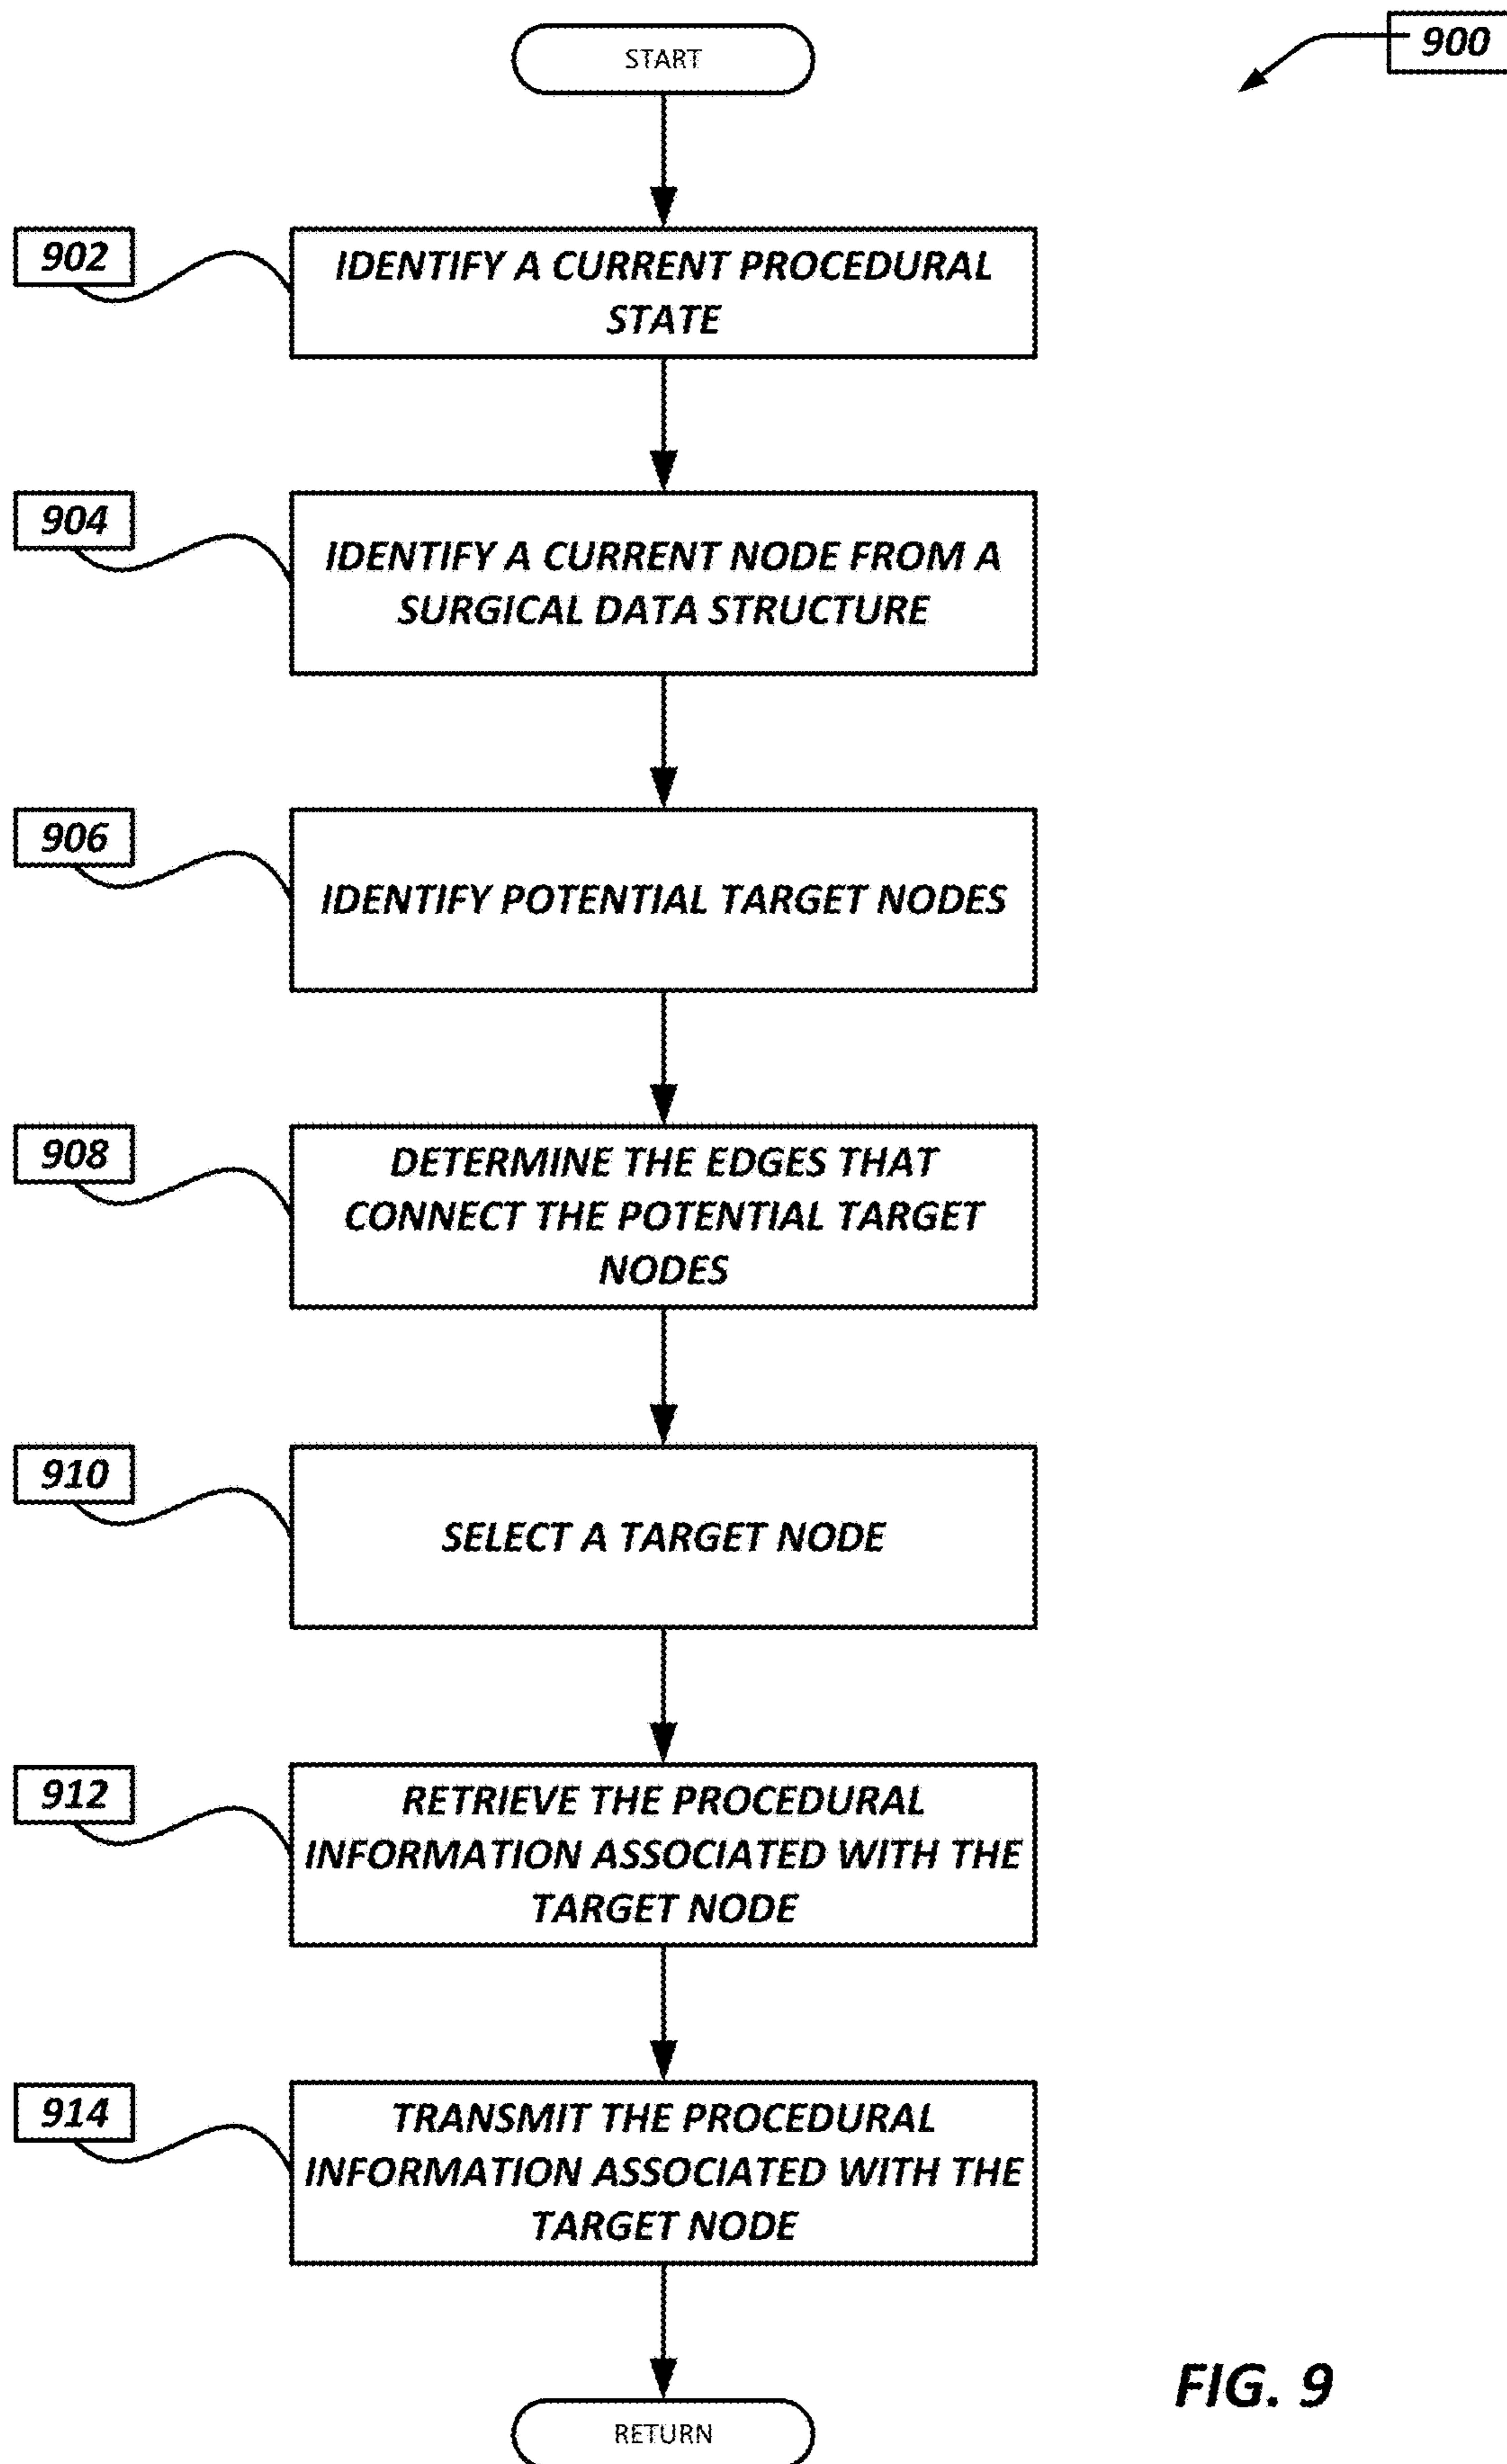 START
900
902
IDENTIFY A CURRENT PROCEDURAL
STATE
904
IDENTIFY A CURRENT NODE FROM A
SURGICAL DATA STRUCTURE
906
IDENTIFY POTENTIAL TARGET NODES
908
DETERMINE THE EDGES THAT
CONNECT THE POTENTIAL TARGET
NODES
910
SELECT A TARGET NODE
912
RETRIEVE THE PROCEDURAL
INFORMATION ASSOCIATED WITH THE
TARGET NODE
914
TRANSMIT THE PROCEDURAL
INFORMATION ASSOCIATED WITH THE
TARGET NODE
FIG. 9
RETURN